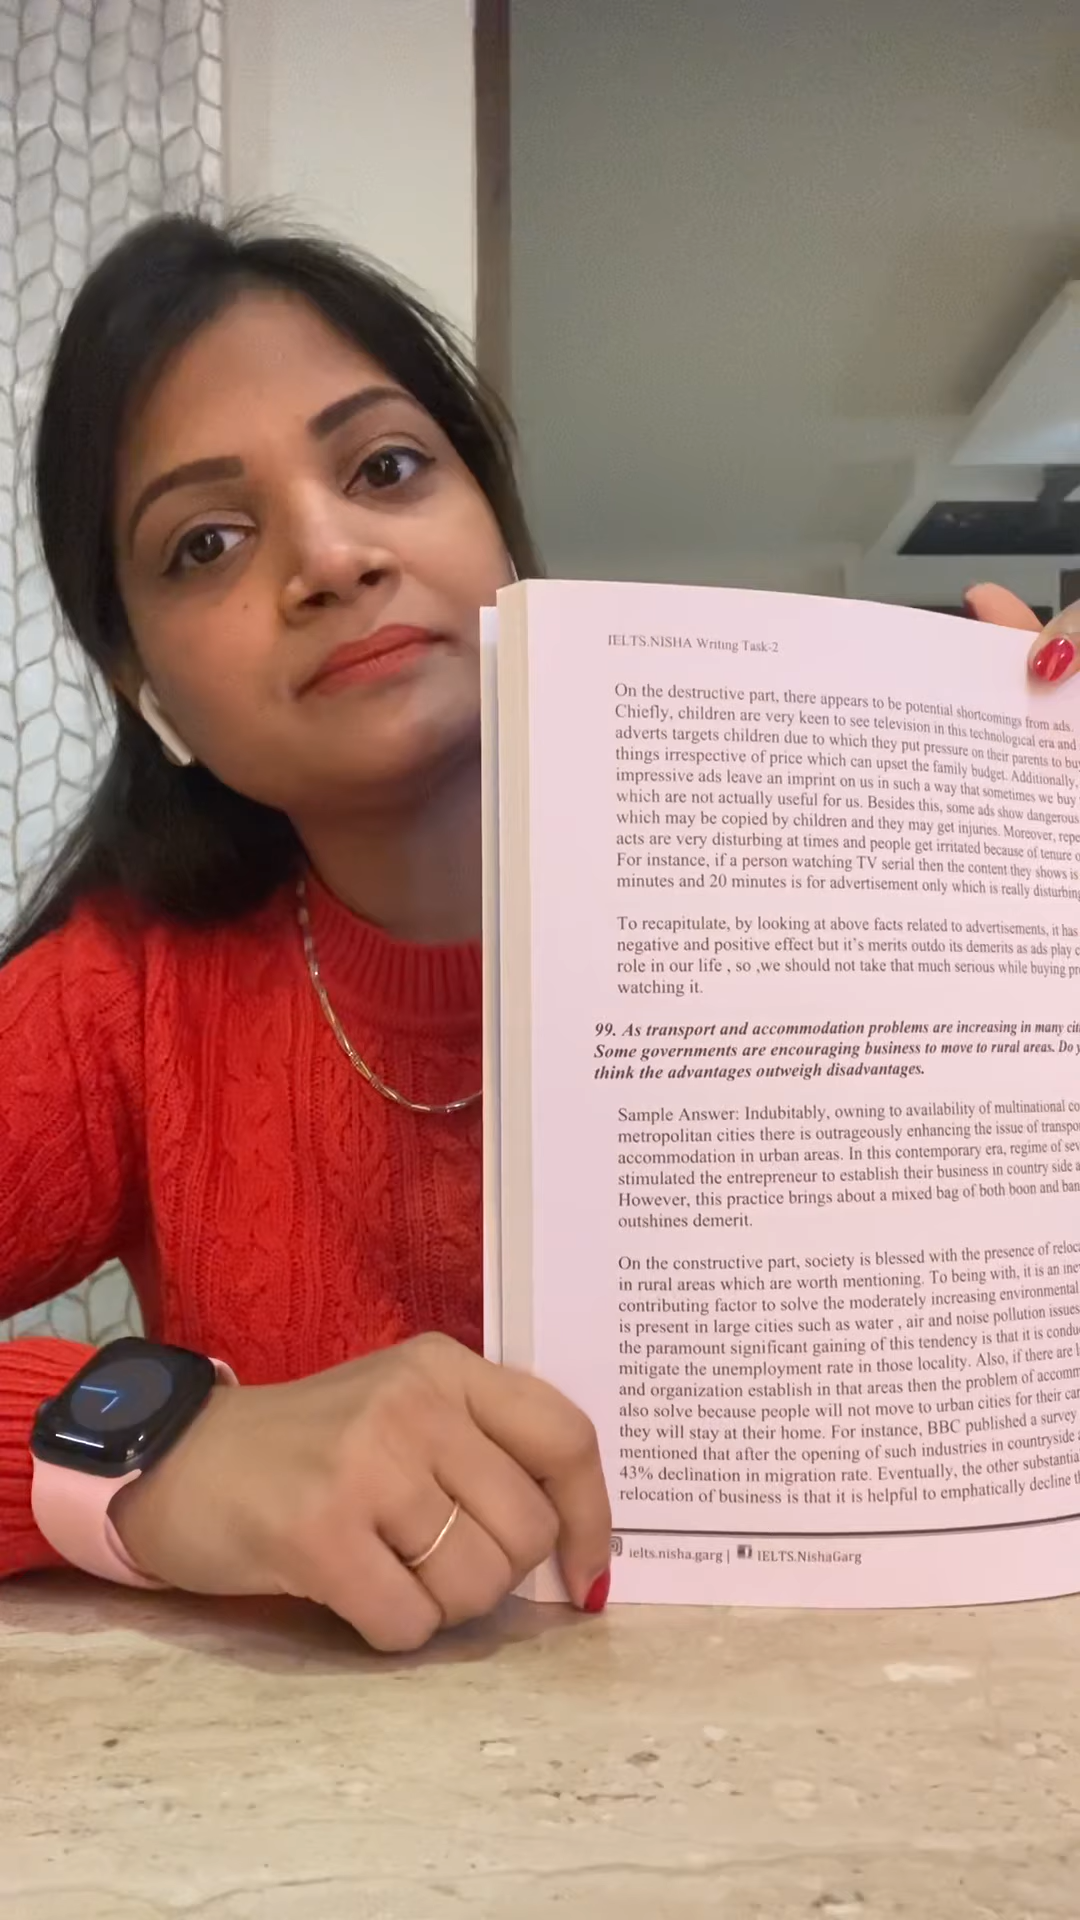 IELTS.NISHA Writing Task-2
On the destructive part, there appears to be potential shortcomings from ads.
Chiefly, children are very keen to see television in this technological era and
adverts targets children due to which they put pressure on their parents to
things irrespective of price which can upset the family budget. Additionally,
impressive ads leave an imprint on us in such a way that sometimes we buy
which are not actually useful for us. Besides this, some ads show dangerous
which may be copied by children and they may get injuries. Moreover,
acts are very disturbing at times and people get irritated because of tenure
For instance, if a person watching TV serial then the content they shows is
minutes and 20 minutes is for advertisement only which is really disturbing
To recapitulate, by looking at above facts related to advertisements, it has
negative and positive effect but it's merits outdo its demerits as ads play
role in our life , so ,we should not take that much serious while buying
watching it.
99. As transport and accommodation problems are increasing in many
Some governments are encouraging business to move to rural areas. Do
think the advantages outweigh disadvantages.
Sample Answer: Indubitably, owning to availability of multinational
metropolitan cities there is outrageously enhancing the issue of
accommodation in urban areas. In this contemporary era, regime of
stimulated the entrepreneur to establish their business in country side
However, this practice brings about a mixed bag of both boon and
outshines demerit.
On the constructive part, society is blessed with the presence of
in rural areas which are worth mentioning. To being with, it is an
contributing factor to solve the moderately increasing environmental
is present in large cities such as water , air and noise pollution issues
the paramount significant gaining of this tendency is that it is
mitigate the unemployment rate in those locality. Also, if there are
and organization establish in that areas then the problem of
also solve because people will not move to urban cities for their
they will stay at their home. For instance, BBC published a survey
mentioned that after the opening of such industries in countryside
43% declination in migration rate. Eventually, the other
relocation of business is that it is helpful to emphatically decline
ielts.nisha.garg | IELTS.NishaGarg